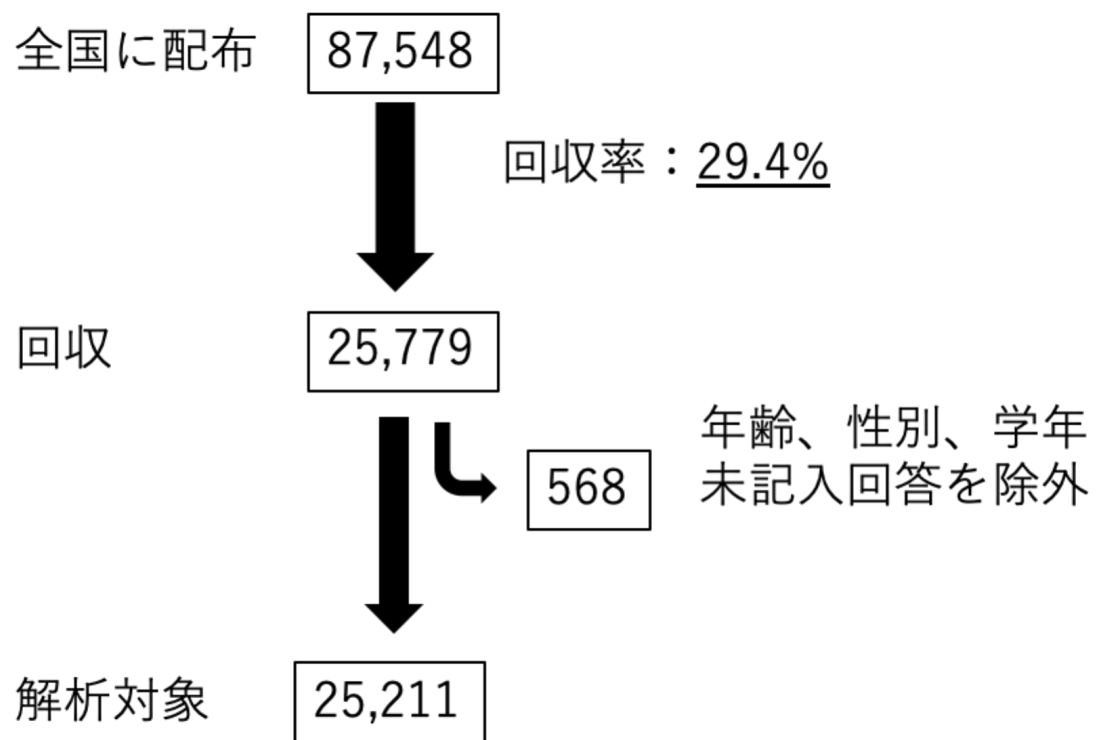 全国に配布
87,548
回収率：29.4%
回収
25,779
年齢、性別、学年
未記入回答を除外
568
解析対象
25,211